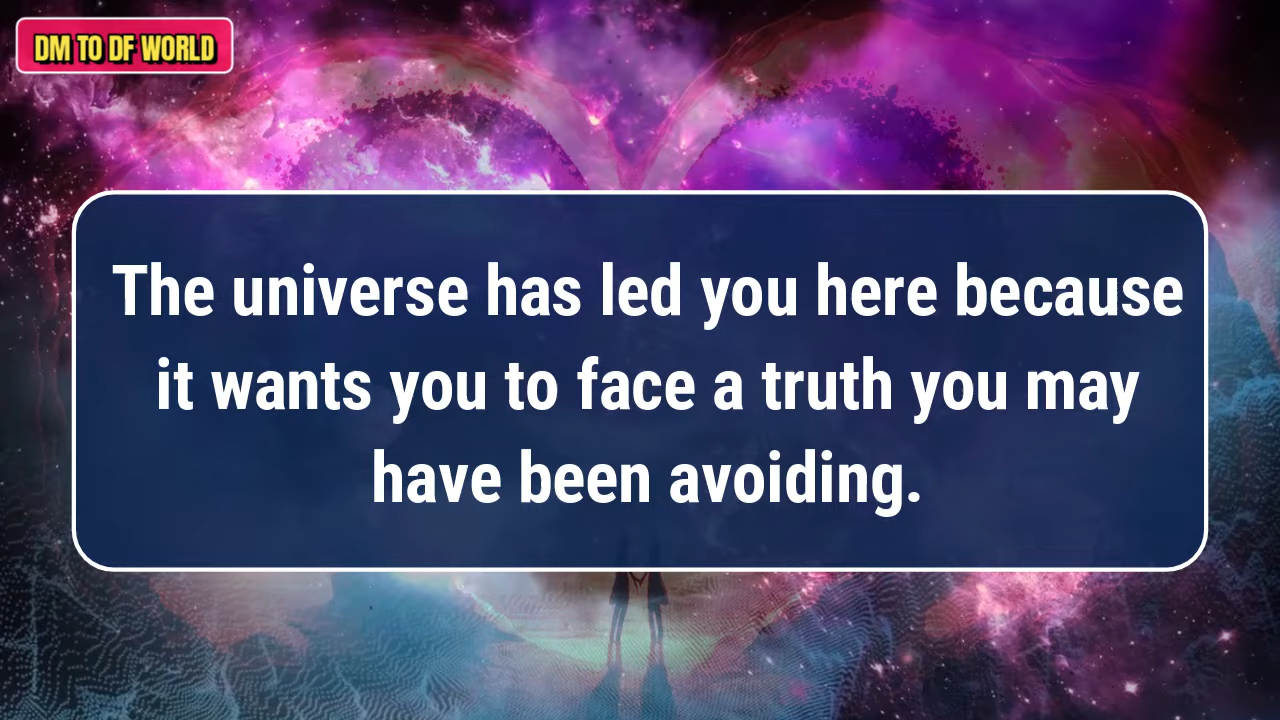 DM TO DF WORLD
The universe has led you here because
it wants you to face a truth you may
have been avoiding.